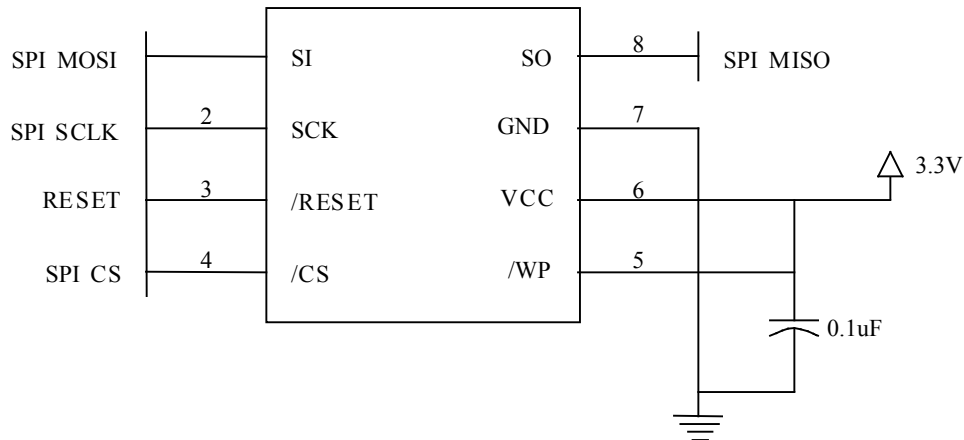 SPI MOSI SI SO 8 SPI MISO
SPI SCLK 2 SCK GND 7
RESET 3 /RESET VCC 6 3.3V
SPI CS 4 /CS /WP 5
0.1uF